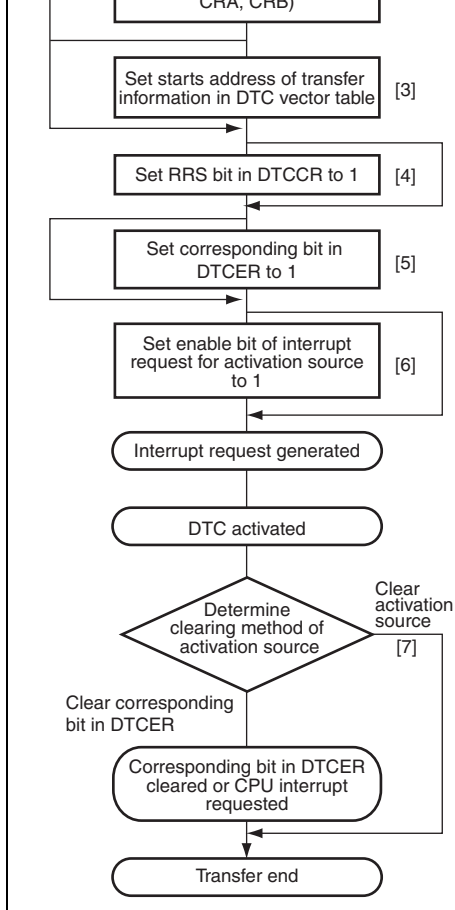 CRA, CRB)
Set starts address of transfer
information in DTC vector table
[3]
Set RRS bit in DTCCR to 1
[4]
Set corresponding bit in
DTCER to 1
[5]
Set enable bit of interrupt
request for activation source
to 1
[6]
Interrupt request generated
DTC activated
Determine
clearing method of
activation source
Clear
activation
source
[7]
Clear corresponding
bit in DTCER
Corresponding bit in DTCER
cleared or CPU interrupt
requested
Transfer end